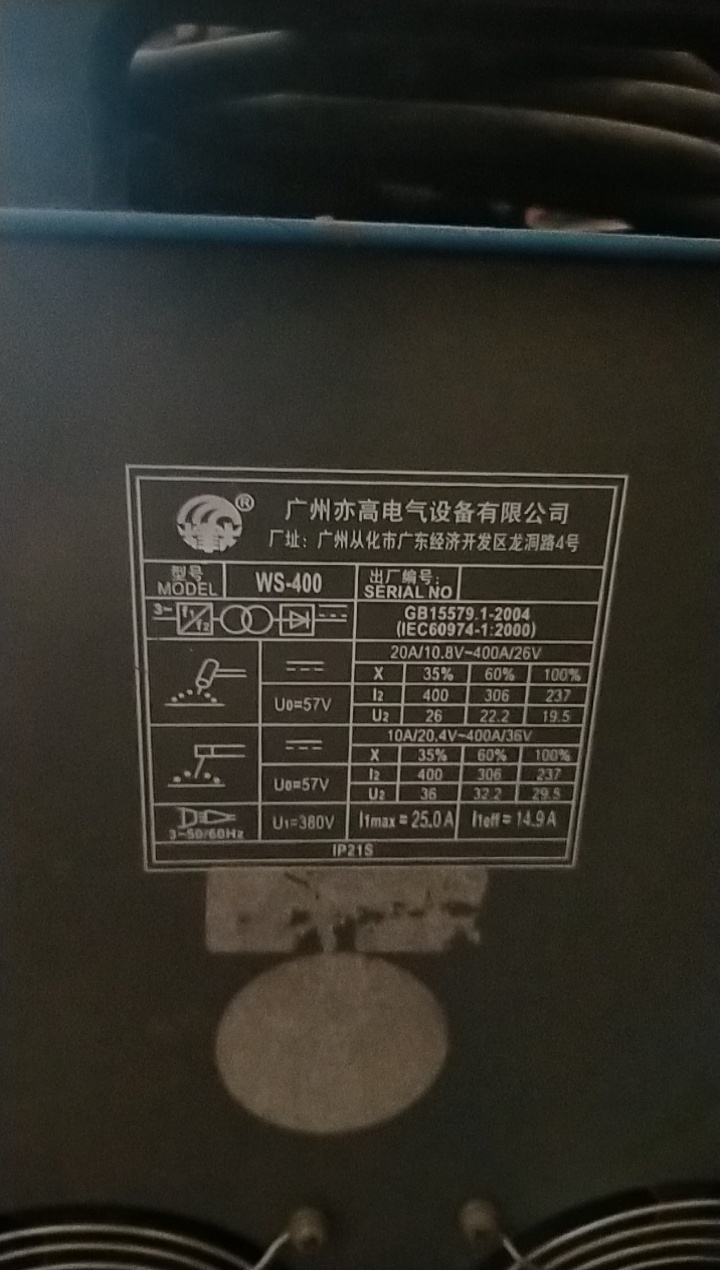 ®
广州亦高电气设备有限公司
厂址：广州从化市广东经济开发区龙洞路4号
型号 MODEL WS-400 出厂编号: SERIAL NO
3~ f1 f2 GB15579.1-2004
(IEC60974-1:2000)
20A/10.8V~400A/26V
X 35% 60% 100%
U0=57V I2 400 306 237
U2 26 22.2 19.5
10A/20.4V~400A/36V
X 35% 60% 100%
U0=57V I2 400 306 237
U2 36 32.2 29.5
3~50/60Hz U1=380V I1max=25.0A I1eff=14.9A
IP21S